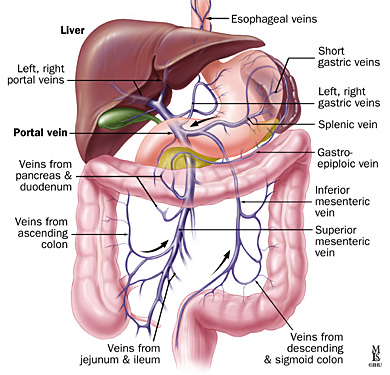 Esophageal veins
Liver
Short
gastric veins
Left, right
portal veins
Left, right
gastric veins
Splenic vein
Portal vein
Gastro-
epiploic vein
Veins from
pancreas &
duodenum
Inferior
mesenteric
vein
Veins from
ascending
colon
Superior
mesenteric
vein
Veins from
jejunum & ileum
Veins from
descending
& sigmoid colon
©JHU